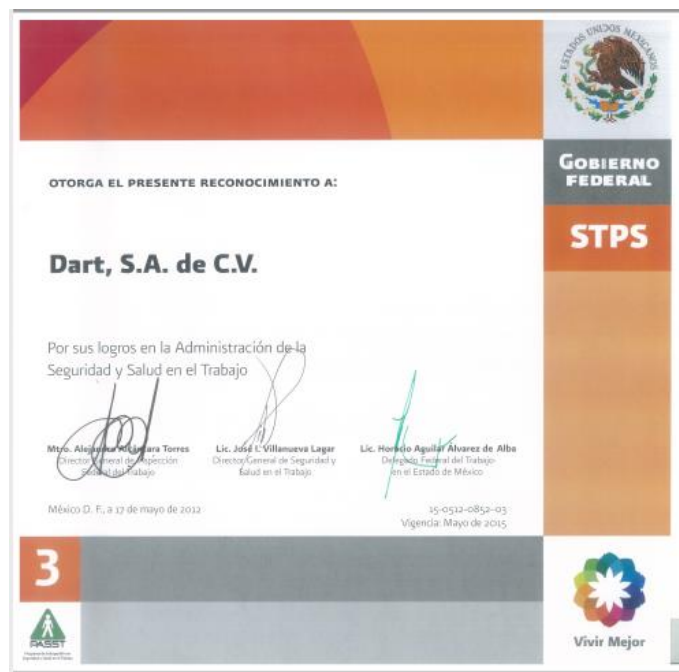 ESTADOS UNIDOS MEXICANOS
GOBIERNO
FEDERAL
STPS
OTORGA EL PRESENTE RECONOCIMIENTO A:
Dart, S.A. de C.V.
Por sus logros en la Administración de la
Seguridad y Salud en el Trabajo
Mtro. Alejandro Alcántara Torres
Director General de Inspección
Federal del Trabajo
Lic. José I. Villanueva Lagar
Director General de Seguridad y
Salud en el Trabajo
Lic. Horacio Aguilar Álvarez de Alba
Delegado Federal del Trabajo
en el Estado de México
México D. F., a 17 de mayo de 2012
15-0512-0852-03
Vigencia: Mayo de 2015
3
PASST
Vivir Mejor